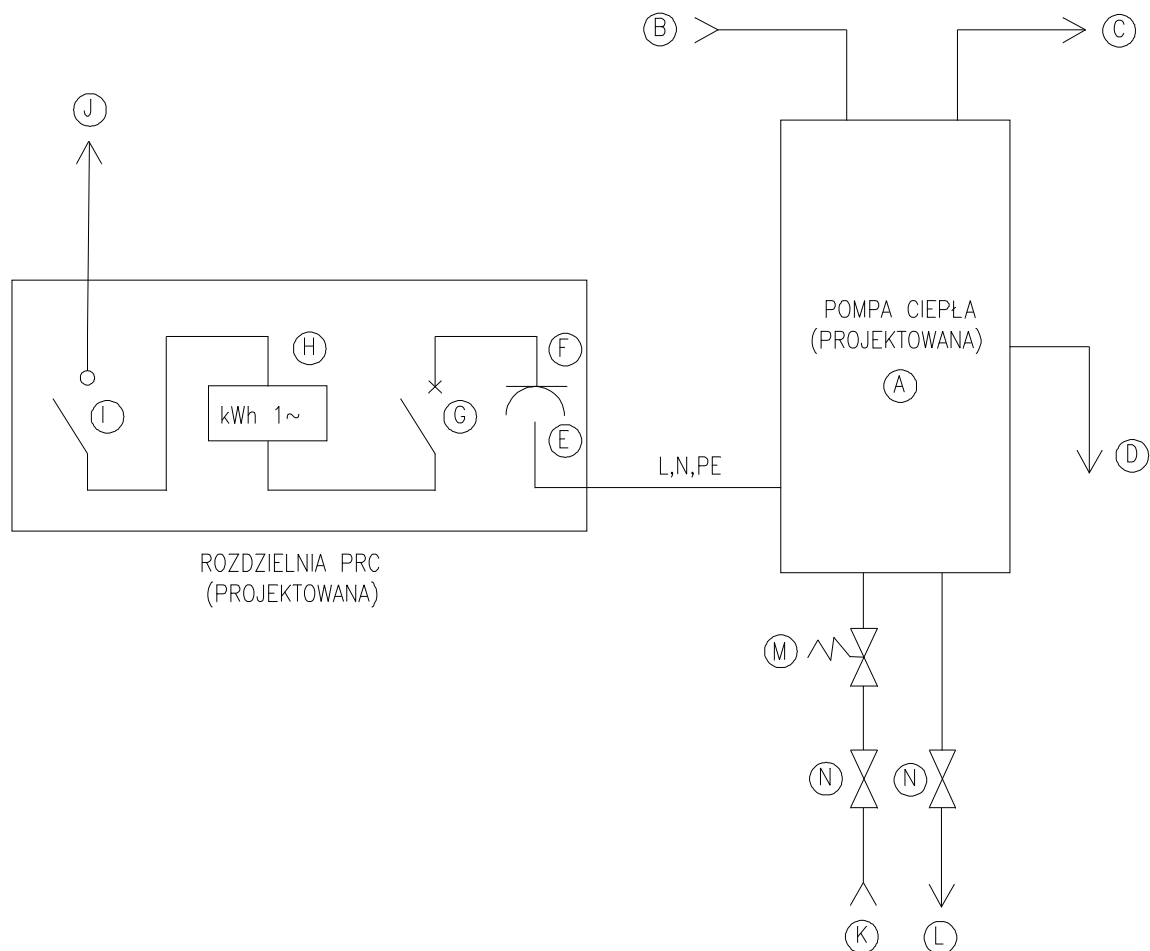 B
C
J
POMPA CIEPŁA
(PROJEKTOWANA)
A
H
F
I
kWh 1~
G
E
D
L,N,PE
ROZDZIELNIA PRC
(PROJEKTOWANA)
M
N
N
K
L